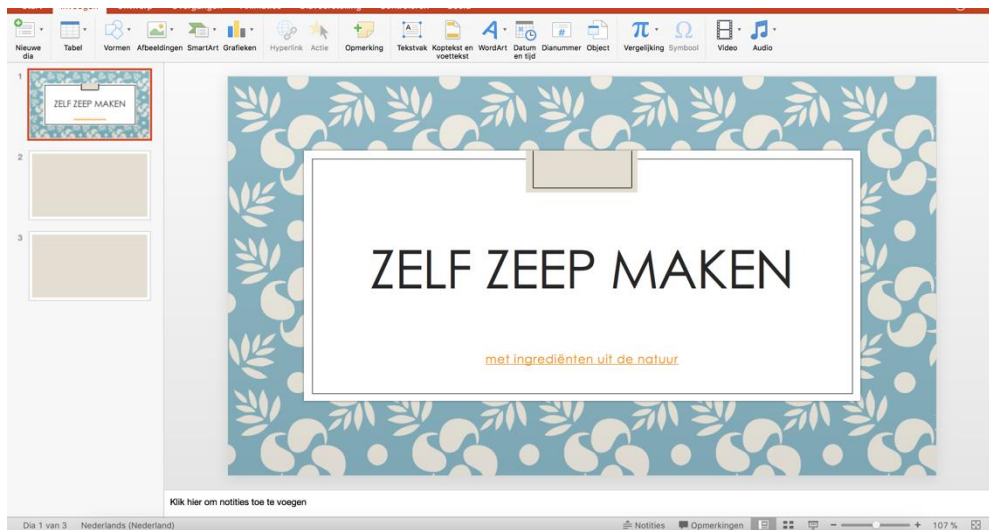 Invoegen
Nieuwe dia
Tabel
Vormen
Afbeeldingen
SmartArt
Grafieken
Hyperlink
Actie
Opmerking
Tekstvak
Koptekst en voettekst
WordArt
Datum en tijd
Dianummer
Object
Vergelijking
Symbool
Video
Audio
1
ZELF ZEEP MAKEN
2
3
ZELF ZEEP MAKEN
met ingrediënten uit de natuur
Klik hier om notities toe te voegen
Dia 1 van 3 Nederlands (Nederland) Notities Opmerkingen 107 %